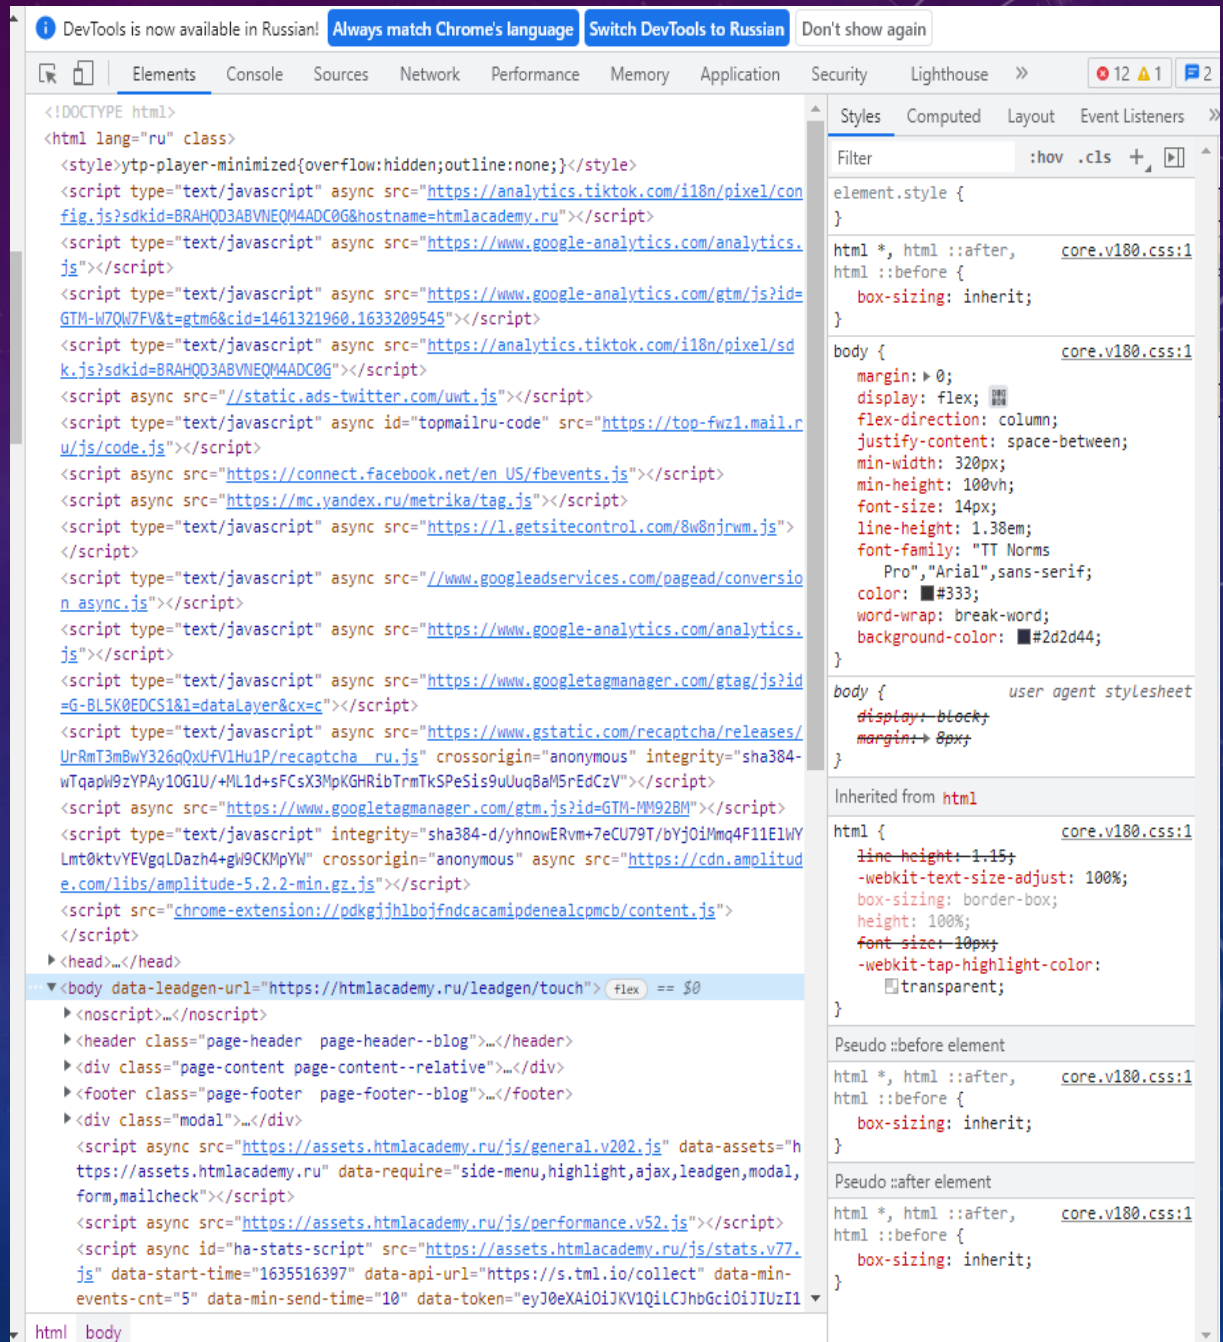 DevTools is now available in Russian! Always match Chrome's language Switch DevTools to Russian Don't show again
Elements Console Sources Network Performance Memory Application Security Lighthouse » 12 1 2
<!DOCTYPE html>
<html lang="ru" class>
<style>ytp-player-minimized{overflow:hidden;outline:none;}</style>
<script type="text/javascript" async src="https://analytics.tiktok.com/i18n/pixel/con
fig.js?sdkid=BRAHQD3ABVNEQM4ADC0G&hostname=htmlacademy.ru"></script>
<script type="text/javascript" async src="https://www.google-analytics.com/analytics.
js"></script>
<script type="text/javascript" async src="https://www.google-analytics.com/gtm/js?id=
GTM-W7QW7FV&t=gtm6&cid=1461321960.1633209545"></script>
<script type="text/javascript" async src="https://analytics.tiktok.com/i18n/pixel/sd
k.js?sdkid=BRAHQD3ABVNEQM4ADC0G"></script>
<script async src="//static.ads-twitter.com/uwt.js"></script>
<script type="text/javascript" async id="topmailru-code" src="https://top-fwz1.mail.r
u/js/code.js"></script>
<script async src="https://connect.facebook.net/en_US/fbevents.js"></script>
<script async src="https://mc.yandex.ru/metrika/tag.js"></script>
<script type="text/javascript" async src="https://l.getsitecontrol.com/8w8njrwm.js">
</script>
<script type="text/javascript" async src="//www.googleadservices.com/pagead/conversio
n_async.js"></script>
<script type="text/javascript" async src="https://www.google-analytics.com/analytics.
js"></script>
<script type="text/javascript" async src="https://www.googletagmanager.com/gtag/js?id
=G-BL5K0EDCS1&l=dataLayer&cx=c"></script>
<script type="text/javascript" async src="https://www.gstatic.com/recaptcha/releases/
UrRmT3mBwY326qQxUfVlHu1P/recaptcha__ru.js" crossorigin="anonymous" integrity="sha384-
wTqapW9zYPAy1OGlU/+ML1d+sFCsX3MpKGHRibTrmTkSPeSis9uUuqBaM5rEdCzV"></script>
<script async src="https://www.googletagmanager.com/gtm.js?id=GTM-MM92BM"></script>
<script type="text/javascript" integrity="sha384-d/yhnowERvm+7eCU79T/bYjOiMmq4F11ElWY
Lmt0ktvYEVgqLDazh4+gW9CKMpYW" crossorigin="anonymous" async src="https://cdn.amplitud
e.com/libs/amplitude-5.2.2-min.gz.js"></script>
<script src="chrome-extension://pdkgjjhlbojfndcacamipdenealcpmcb/content.js">
</script>
<head>…</head>
<body data-leadgen-url="https://htmlacademy.ru/leadgen/touch"> flex == $0
<noscript>…</noscript>
<header class="page-header  page-header--blog">…</header>
<div class="page-content page-content--relative">…</div>
<footer class="page-footer  page-footer--blog">…</footer>
<div class="modal">…</div>
<script async src="https://assets.htmlacademy.ru/js/general.v202.js" data-assets="h
ttps://assets.htmlacademy.ru" data-require="side-menu,highlight,ajax,leadgen,modal,
form,mailcheck"></script>
<script async src="https://assets.htmlacademy.ru/js/performance.v52.js"></script>
<script async id="ha-stats-script" src="https://assets.htmlacademy.ru/js/stats.v77.
js" data-start-time="1635516397" data-api-url="https://s.tml.io/collect" data-min-
events-cnt="5" data-min-send-time="10" data-token="eyJ0eXAiOiJKV1QiLCJhbGciOiJIUzI1
html body
Styles Computed Layout Event Listeners »
Filter :hov .cls +
element.style {
}
html *, html ::after, core.v180.css:1
html ::before {
box-sizing: inherit;
}
body { core.v180.css:1
margin: 0;
display: flex;
flex-direction: column;
justify-content: space-between;
min-width: 320px;
min-height: 100vh;
font-size: 14px;
line-height: 1.38em;
font-family: "TT Norms
Pro","Arial",sans-serif;
color: #333;
word-wrap: break-word;
background-color: #2d2d44;
}
body { user agent stylesheet
display: block;
margin: 8px;
}
Inherited from html
html { core.v180.css:1
line-height: 1.15;
-webkit-text-size-adjust: 100%;
box-sizing: border-box;
height: 100%;
font-size: 10px;
-webkit-tap-highlight-color:
transparent;
}
Pseudo ::before element
html *, html ::after, core.v180.css:1
html ::before {
box-sizing: inherit;
}
Pseudo ::after element
html *, html ::after, core.v180.css:1
html ::before {
box-sizing: inherit;
}